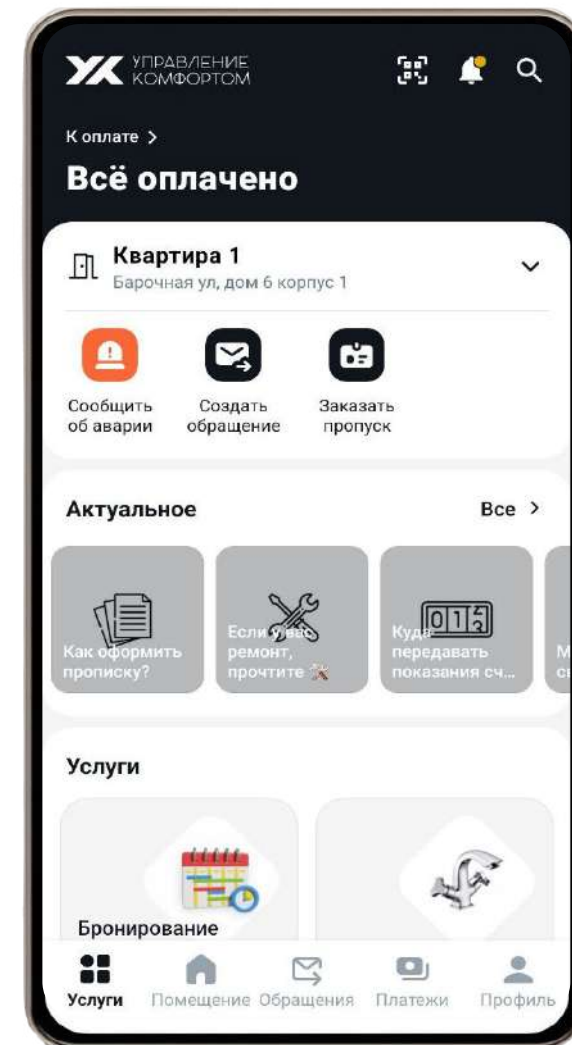 УК УПРАВЛЕНИЕ
КОМФОРТОМ
К оплате >
Всё оплачено
Квартира 1
Барочная ул, дом 6 корпус 1
Сообщить
об аварии
Создать
обращение
Заказать
пропуск
Актуальное
Все >
Как оформить
прописку?
Если у вас
ремонт,
прочтите
Куда
передавать
показания сч...
Услуги
Бронирование
Услуги
Помещение
Обращения
Платежи
Профиль